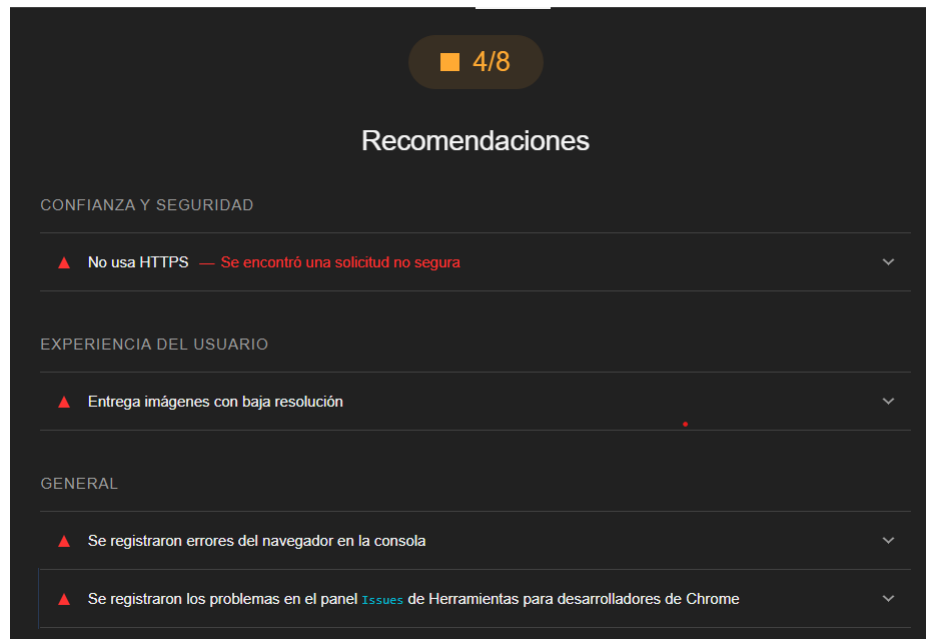 4/8
Recomendaciones
CONFIANZA Y SEGURIDAD
No usa HTTPS — Se encontró una solicitud no segura
EXPERIENCIA DEL USUARIO
Entrega imágenes con baja resolución
GENERAL
Se registraron errores del navegador en la consola
Se registraron los problemas en el panel Issues de Herramientas para desarrolladores de Chrome